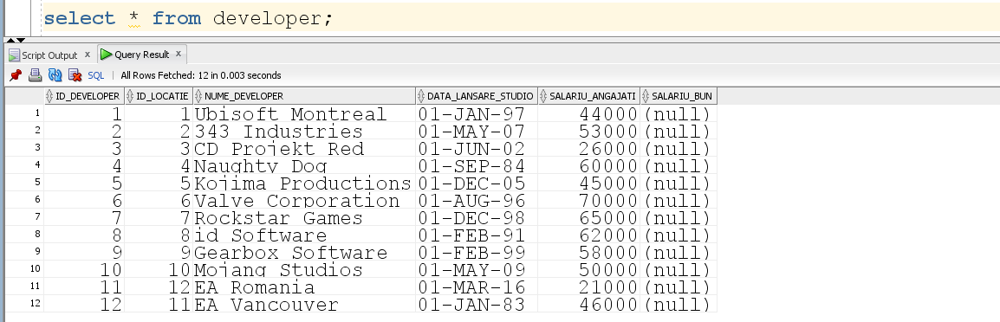 select * from developer;
Script Output x Query Result x
SQL | All Rows Fetched: 12 in 0.003 seconds
ID_DEVELOPER ID_LOCATIE NUME_DEVELOPER DATA_LANSARE_STUDIO SALARIU_ANGAJATI SALARIU_BUN
1 1 1 Ubisoft Montreal 01-JAN-97 44000 (null)
2 2 2 343 Industries 01-MAY-07 53000 (null)
3 3 3 CD Projekt Red 01-JUN-02 26000 (null)
4 4 4 Naughty Dog 01-SEP-84 60000 (null)
5 5 5 Kojima Productions 01-DEC-05 45000 (null)
6 6 6 Valve Corporation 01-AUG-96 70000 (null)
7 7 7 Rockstar Games 01-DEC-98 65000 (null)
8 8 8 id Software 01-FEB-91 62000 (null)
9 9 9 Gearbox Software 01-FEB-99 58000 (null)
10 10 10 Mojang Studios 01-MAY-09 50000 (null)
11 11 12 EA Romania 01-MAR-16 21000 (null)
12 12 11 EA Vancouver 01-JAN-83 46000 (null)